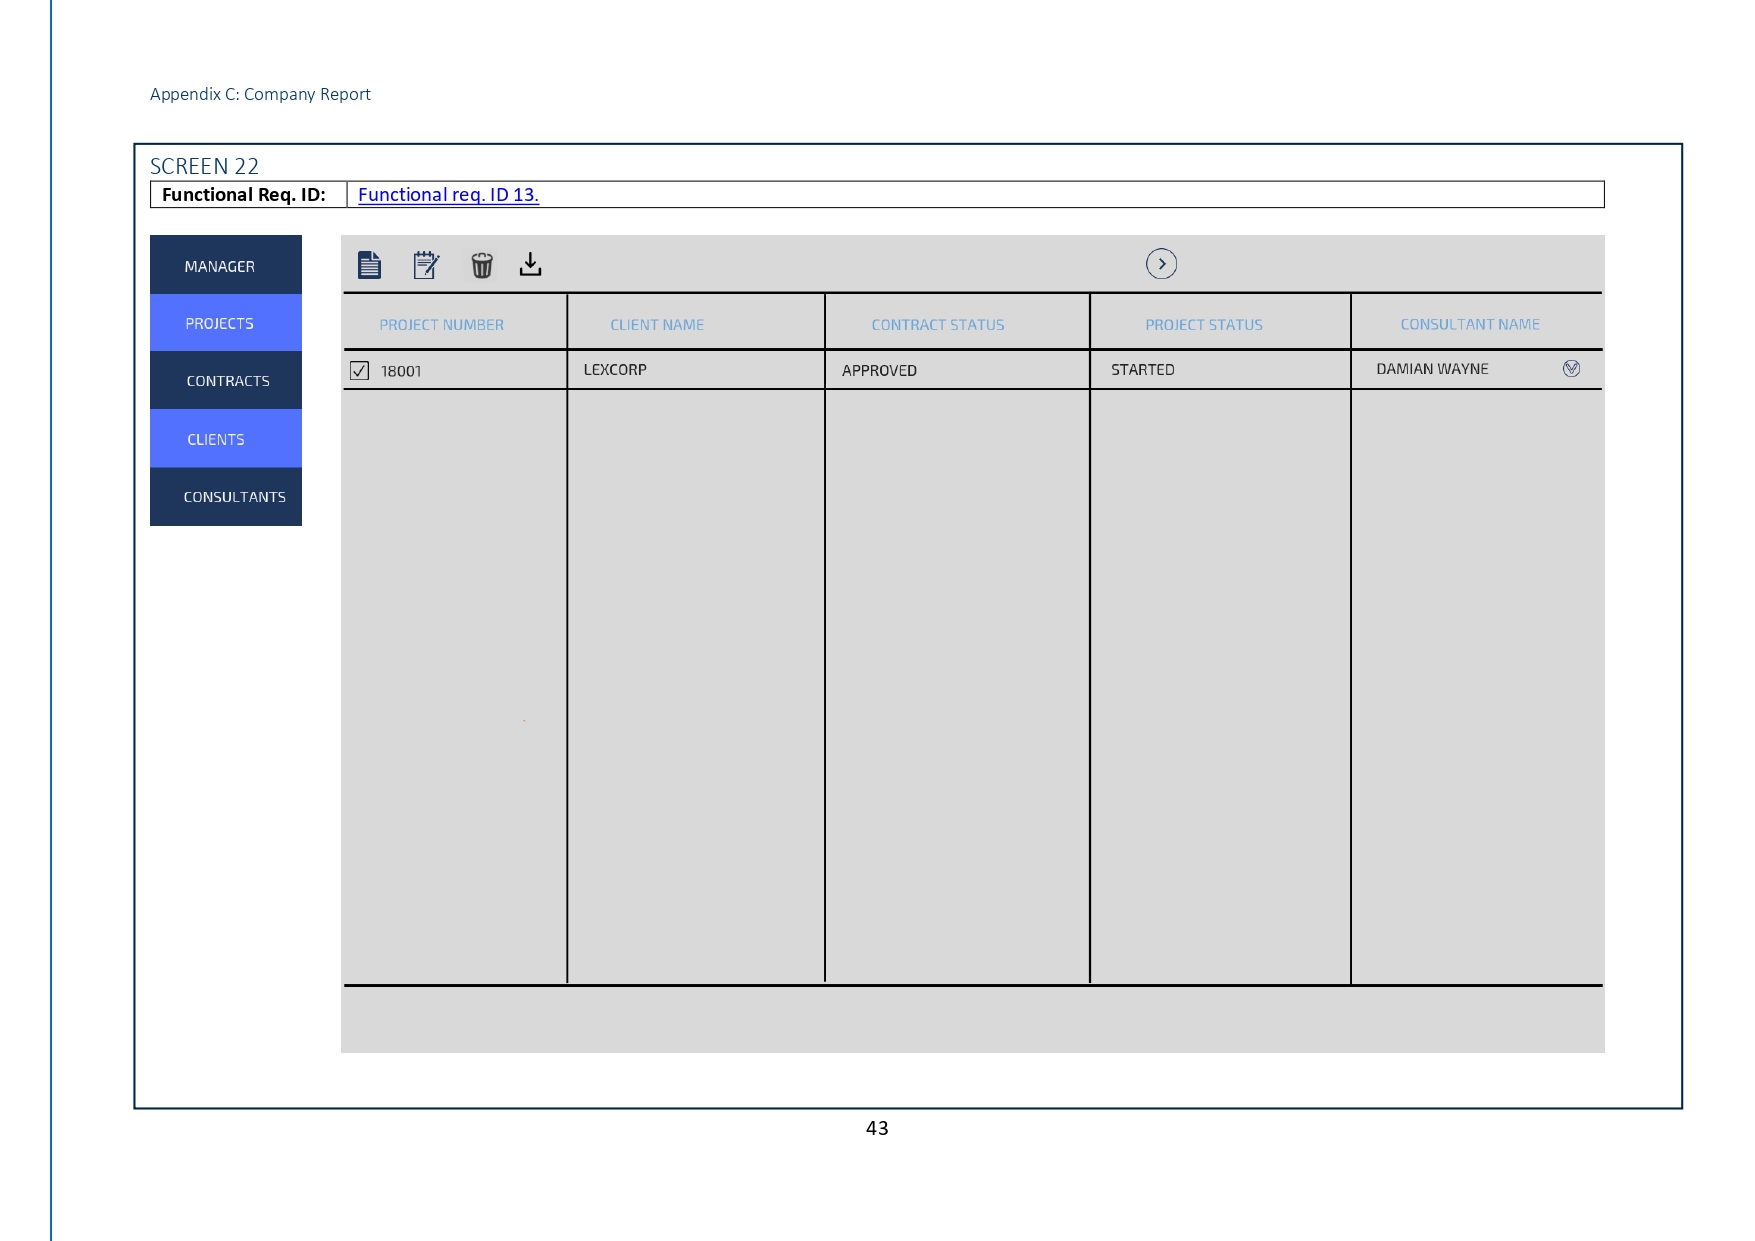 Appendix C: Company Report
SCREEN 22
Functional Req. ID: Functional req. ID 13.
MANAGER
PROJECTS
CONTRACTS
CLIENTS
CONSULTANTS
PROJECT NUMBER CLIENT NAME CONTRACT STATUS PROJECT STATUS CONSULTANT NAME
18001 LEXCORP APPROVED STARTED DAMIAN WAYNE
43